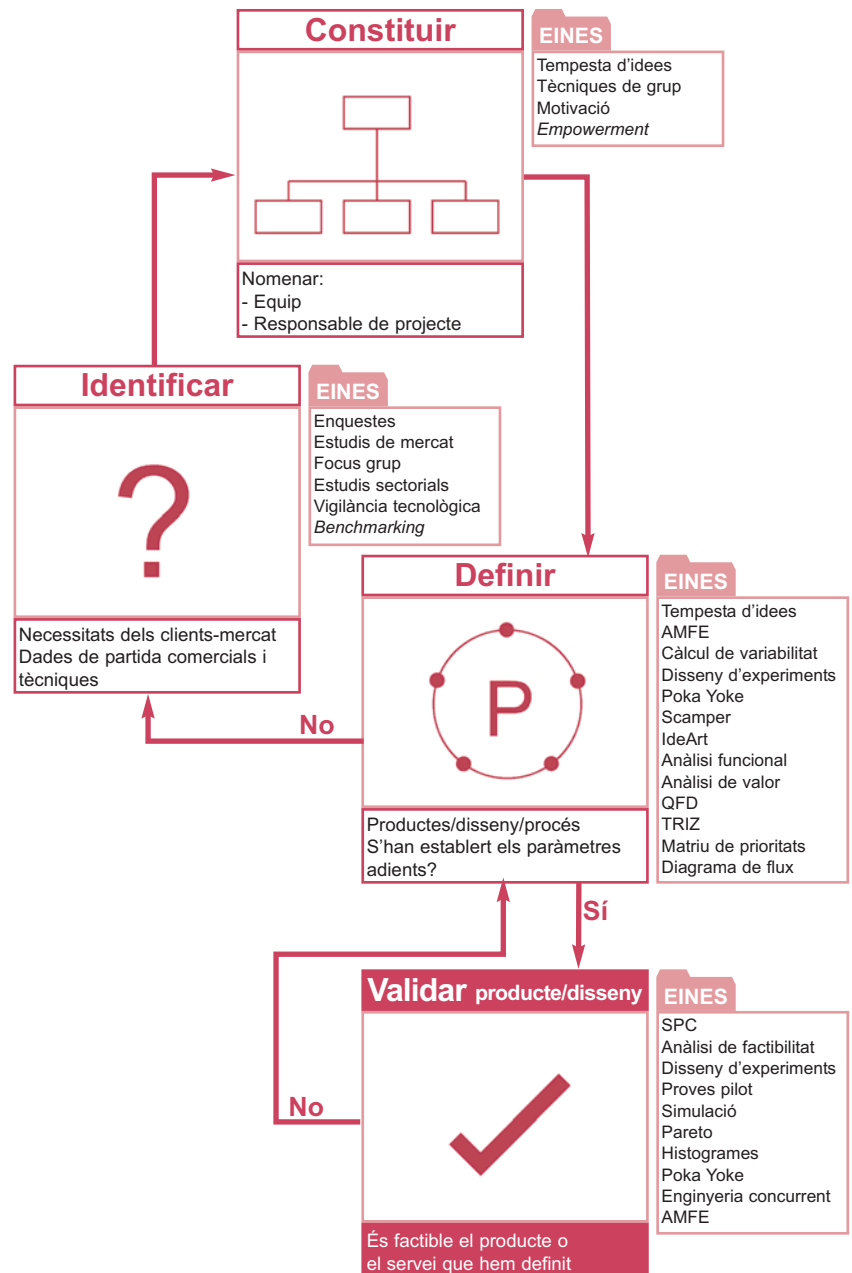 Constituir
EINES
Tempesta d'idees
Tècniques de grup
Motivació
Empowerment
Nomenar:
- Equip
- Responsable de projecte
Identificar
EINES
Enquestes
Estudis de mercat
Focus grup
Estudis sectorials
Vigilància tecnològica
Benchmarking
?
Necessitats dels clients-mercat
Dades de partida comercials i
tècniques
No
Definir
EINES
Tempesta d'idees
AMFE
Càlcul de variabilitat
Disseny d'experiments
Poka Yoke
Scamper
IdeArt
Anàlisi funcional
Anàlisi de valor
QFD
TRIZ
Matriu de prioritats
Diagrama de flux
P
Productes/disseny/procés
S'han establert els paràmetres
adients?
Sí
Validar producte/disseny
EINES
SPC
Anàlisi de factibilitat
Disseny d'experiments
Proves pilot
Simulació
Pareto
Histogrames
Poka Yoke
Enginyeria concurrent
AMFE
No
És factible el producte o
el servei que hem definit